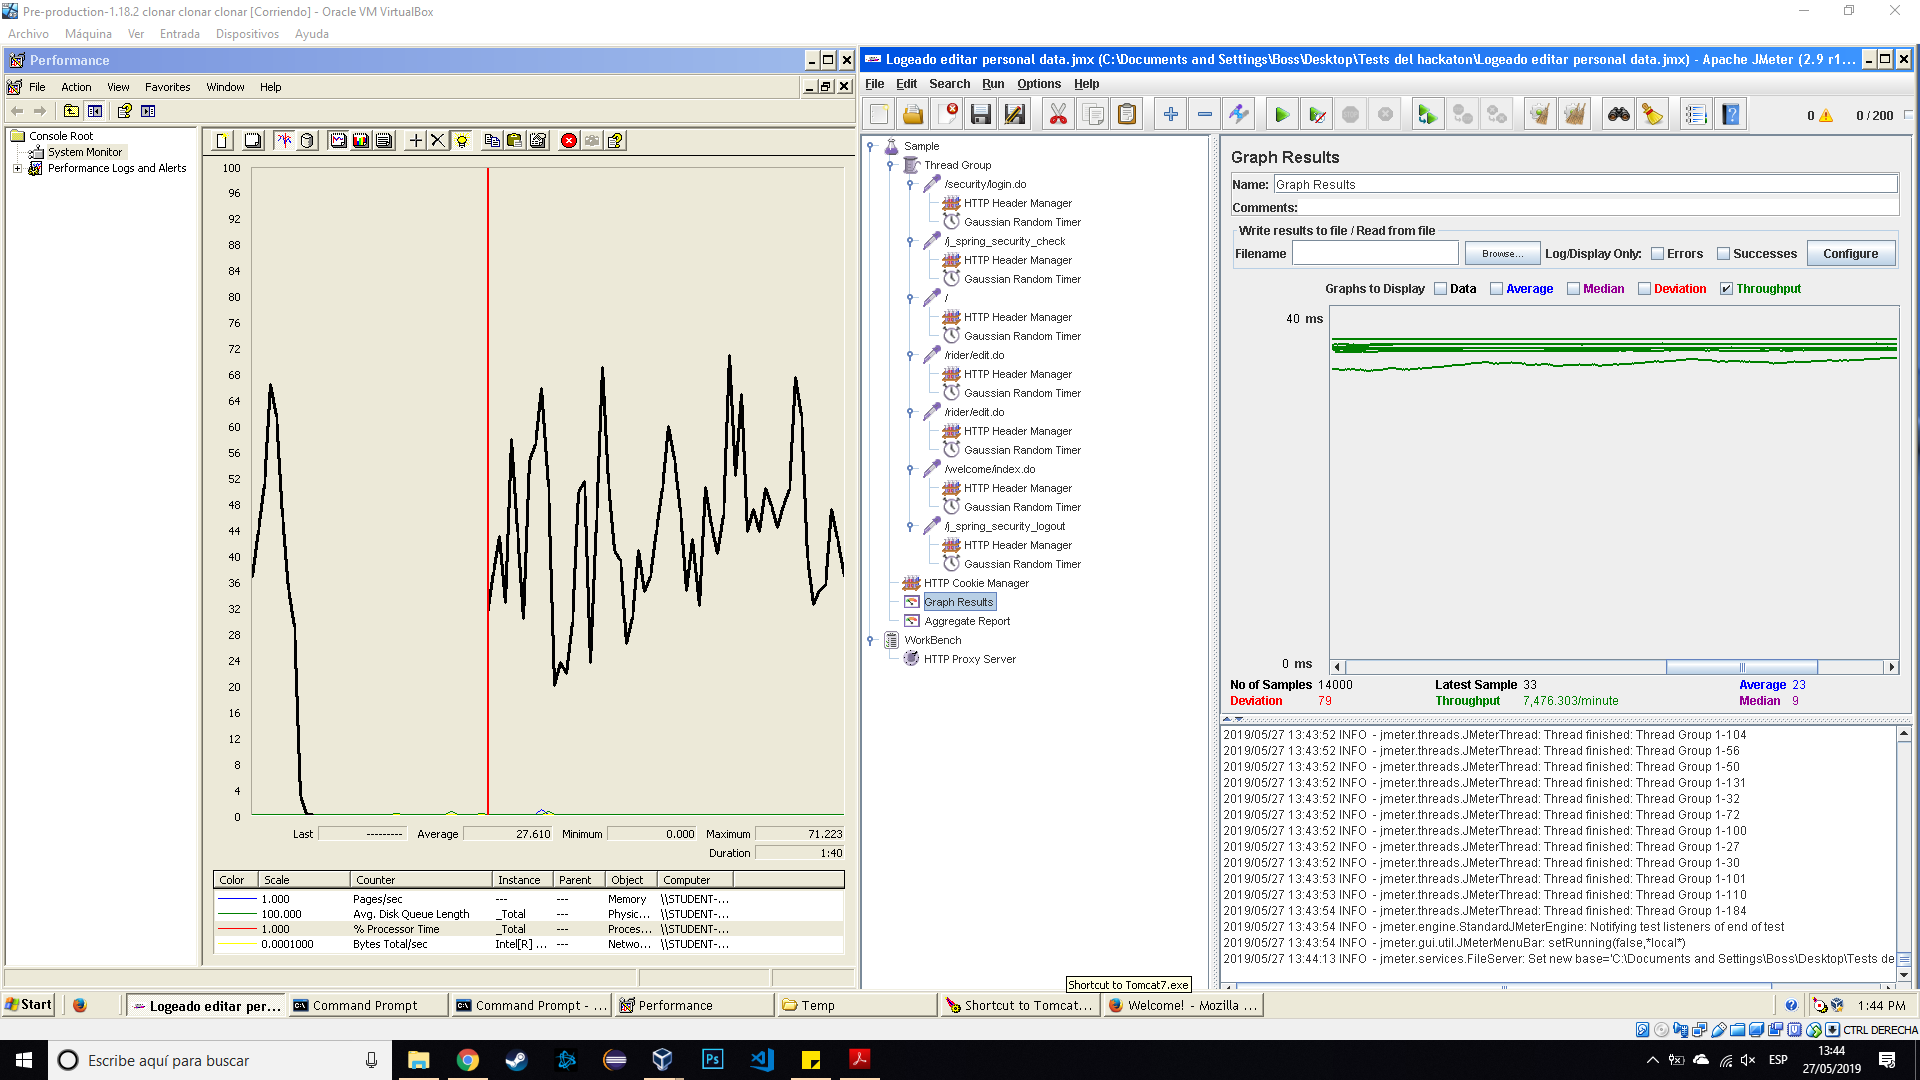 Pre-production-1.18.2 clonar clonar clonar [Corriendo] - Oracle VM VirtualBox
Archivo Máquina Ver Entrada Dispositivos Ayuda
Performance
File Action View Favorites Window Help
Console Root
System Monitor
Performance Logs and Alerts
100
96
92
88
84
80
76
72
68
64
60
56
52
48
44
40
36
32
28
24
20
16
12
8
4
0
Last --------- Average 27.610 Minimum 0.000 Maximum 71.223
Duration 1:40
Color Scale Counter Instance Parent Object Computer
1.000 Pages/sec --- --- Memory \\STUDENT-...
100.000 Avg. Disk Queue Length _Total --- Physic... \\STUDENT-...
1.000 % Processor Time _Total --- Proces... \\STUDENT-...
0.0001000 Bytes Total/sec Intel[R] ... --- Netwo... \\STUDENT-...
Logeado editar personal data.jmx (C:\Documents and Settings\Boss\Desktop\Tests del hackaton\Logeado editar personal data.jmx) - Apache JMeter (2.9 r1...
File Edit Search Run Options Help
0 0 / 200
Sample
Thread Group
/security/login.do
HTTP Header Manager
Gaussian Random Timer
/j_spring_security_check
HTTP Header Manager
Gaussian Random Timer
/
HTTP Header Manager
Gaussian Random Timer
/rider/edit.do
HTTP Header Manager
Gaussian Random Timer
/rider/edit.do
HTTP Header Manager
Gaussian Random Timer
/welcome/index.do
HTTP Header Manager
Gaussian Random Timer
/j_spring_security_logout
HTTP Header Manager
Gaussian Random Timer
HTTP Cookie Manager
Graph Results
Aggregate Report
WorkBench
HTTP Proxy Server
Graph Results
Name: Graph Results
Comments:
Write results to file / Read from file
Filename Browse... Log/Display Only: Errors Successes Configure
Graphs to Display Data Average Median Deviation Throughput
40 ms
0 ms
No of Samples 14000 Latest Sample 33 Average 23
Deviation 79 Throughput 7,476.303/minute Median 9
2019/05/27 13:43:52 INFO - jmeter.threads.JMeterThread: Thread finished: Thread Group 1-104
2019/05/27 13:43:52 INFO - jmeter.threads.JMeterThread: Thread finished: Thread Group 1-56
2019/05/27 13:43:52 INFO - jmeter.threads.JMeterThread: Thread finished: Thread Group 1-50
2019/05/27 13:43:52 INFO - jmeter.threads.JMeterThread: Thread finished: Thread Group 1-131
2019/05/27 13:43:52 INFO - jmeter.threads.JMeterThread: Thread finished: Thread Group 1-32
2019/05/27 13:43:52 INFO - jmeter.threads.JMeterThread: Thread finished: Thread Group 1-72
2019/05/27 13:43:52 INFO - jmeter.threads.JMeterThread: Thread finished: Thread Group 1-100
2019/05/27 13:43:52 INFO - jmeter.threads.JMeterThread: Thread finished: Thread Group 1-27
2019/05/27 13:43:52 INFO - jmeter.threads.JMeterThread: Thread finished: Thread Group 1-30
2019/05/27 13:43:53 INFO - jmeter.threads.JMeterThread: Thread finished: Thread Group 1-101
2019/05/27 13:43:53 INFO - jmeter.threads.JMeterThread: Thread finished: Thread Group 1-110
2019/05/27 13:43:54 INFO - jmeter.threads.JMeterThread: Thread finished: Thread Group 1-184
2019/05/27 13:43:54 INFO - jmeter.engine.StandardJMeterEngine: Notifying test listeners of end of test
2019/05/27 13:43:54 INFO - jmeter.gui.util.JMeterMenuBar: setRunning(false,*local*)
2019/05/27 13:44:13 INFO - jmeter.services.FileServer: Set new base='C:\Documents and Settings\Boss\Desktop\Tests de
Shortcut to Tomcat7.exe
Start Logeado editar per... Command Prompt Command Prompt - ... Performance Temp Shortcut to Tomcat... Welcome! - Mozilla ... 1:44 PM
CTRL DERECHA
Escribe aquí para buscar ESP 13:44
27/05/2019